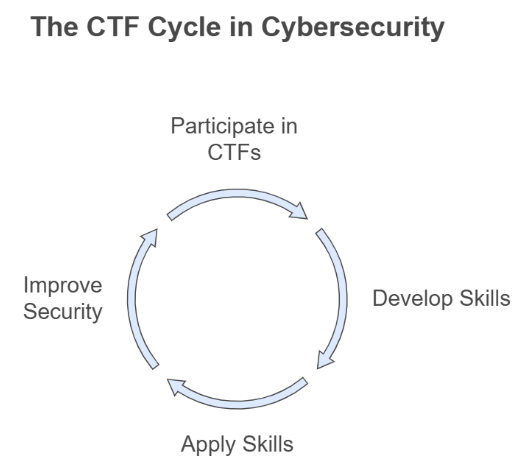 The CTF Cycle in Cybersecurity
Participate in
CTFs
Develop Skills
Apply Skills
Improve
Security